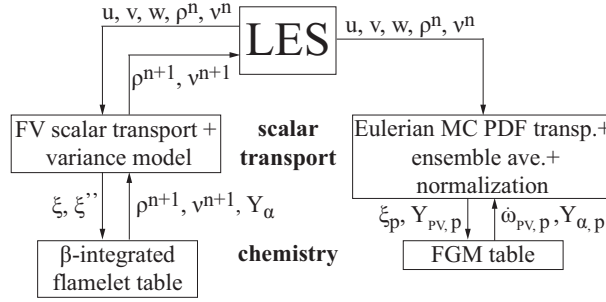 u, v, w, ρⁿ, νⁿ
LES
u, v, w, ρⁿ, νⁿ
ρⁿ⁺¹, νⁿ⁺¹
FV scalar transport +
variance model
scalar
transport
Eulerian MC PDF transp.+
ensemble ave.+
normalization
ξ, ξ’’
ρⁿ⁺¹, νⁿ⁺¹, Y_α
ξ_p, Y_PV, p
ω̇_PV, p ,Y_α, p
β-integrated
flamelet table
chemistry
FGM table